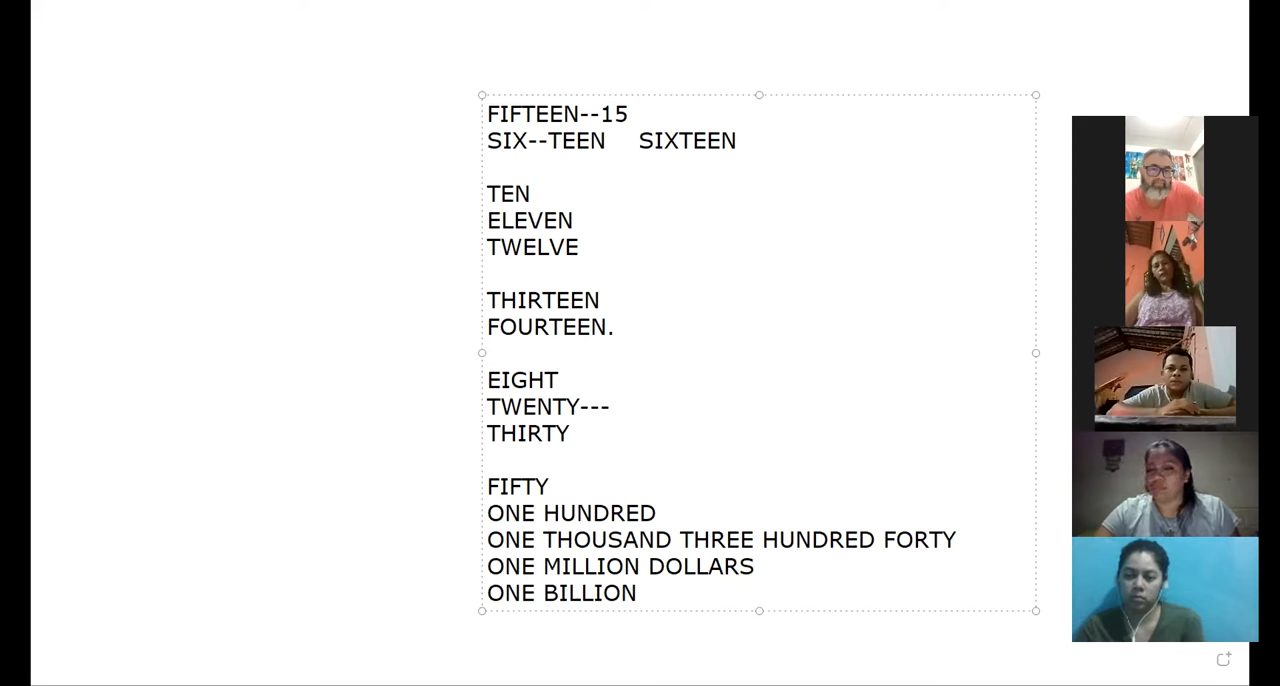 FIFTEEN--15
SIX--TEEN SIXTEEN
TEN
ELEVEN
TWELVE
THIRTEEN
FOURTEEN.
EIGHT
TWENTY---
THIRTY
FIFTY
ONE HUNDRED
ONE THOUSAND THREE HUNDRED FORTY
ONE MILLION DOLLARS
ONE BILLION